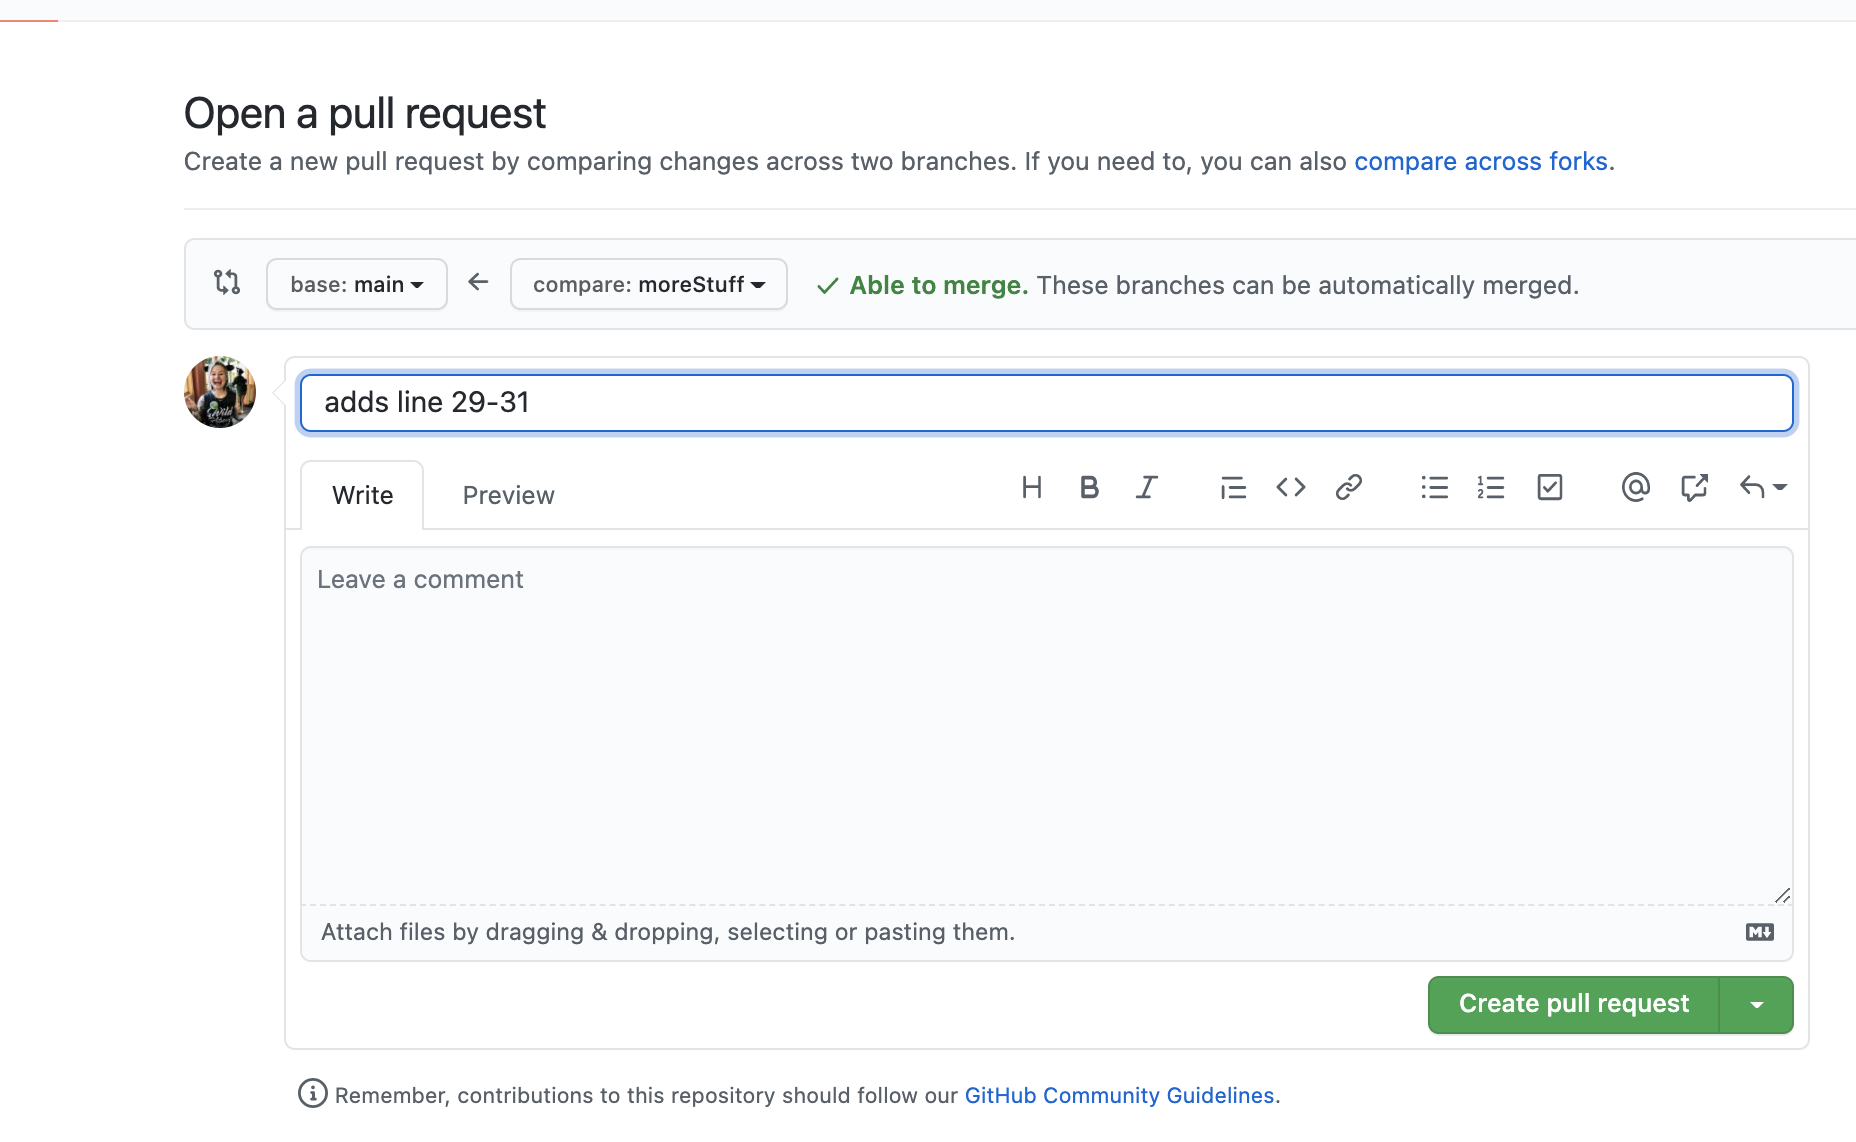 Open a pull request
Create a new pull request by comparing changes across two branches. If you need to, you can also compare across forks.
base: main
compare: moreStuff
Able to merge. These branches can be automatically merged.
adds line 29-31
Write
Preview
Leave a comment
Attach files by dragging & dropping, selecting or pasting them.
Create pull request
Remember, contributions to this repository should follow our GitHub Community Guidelines.